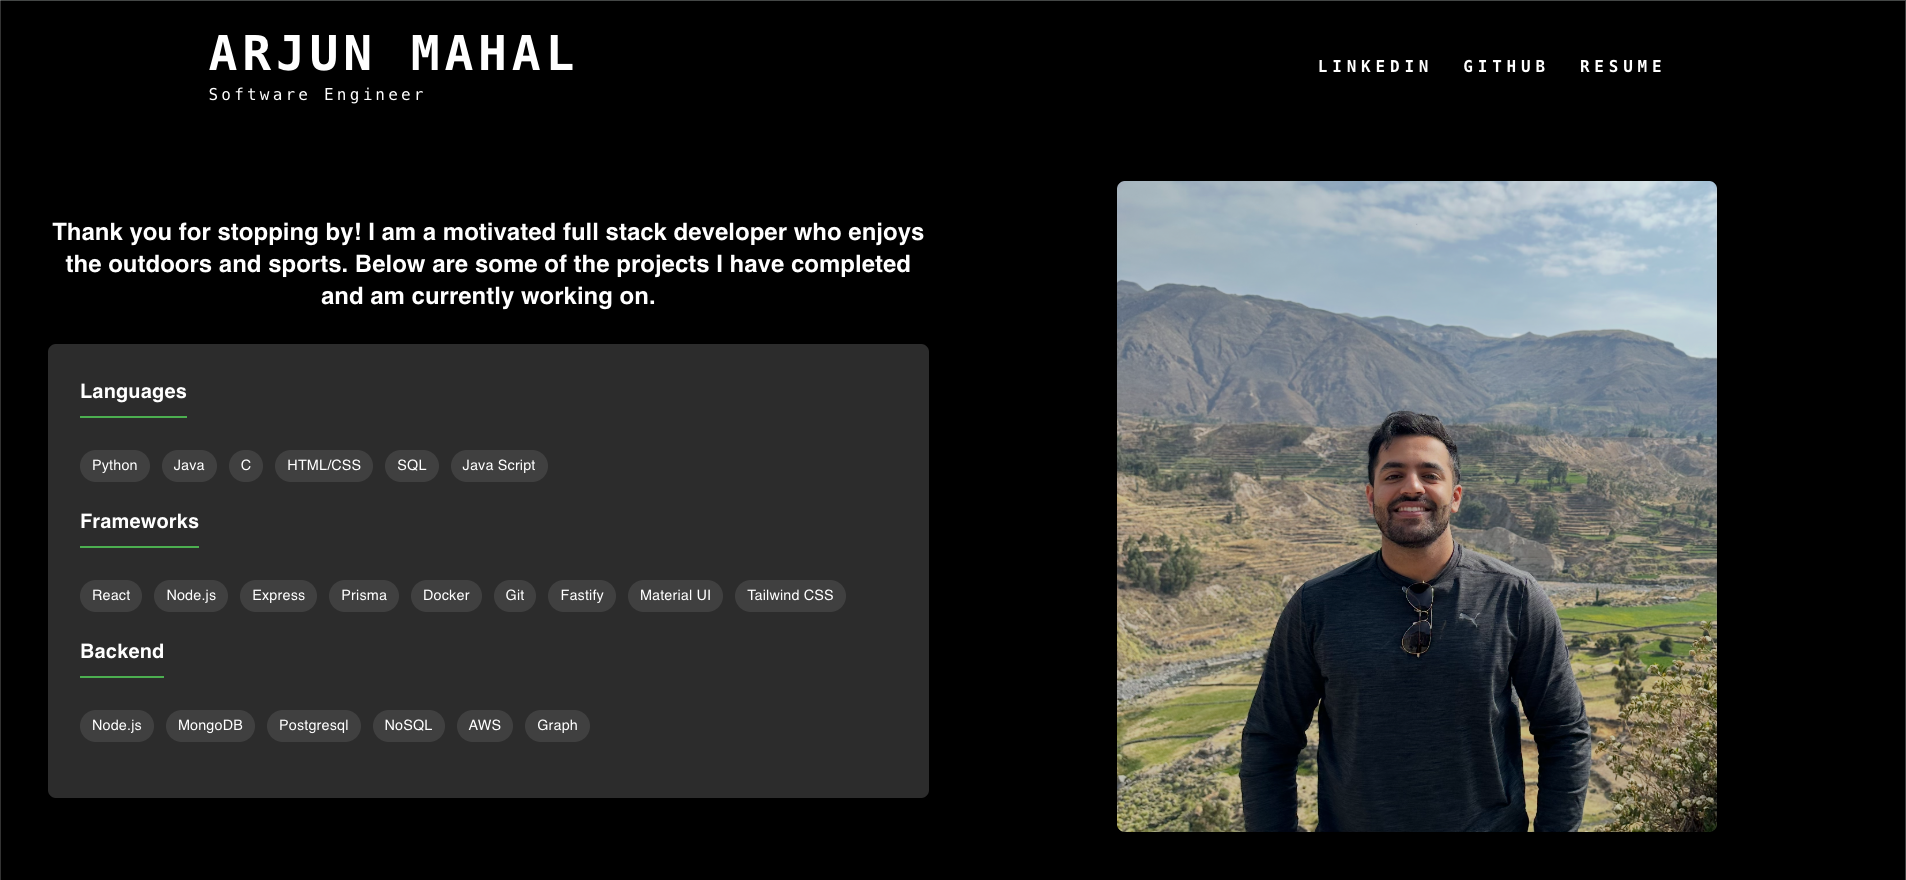 ARJUN MAHAL
Software Engineer
LINKEDIN GITHUB RESUME
Thank you for stopping by! I am a motivated full stack developer who enjoys
the outdoors and sports. Below are some of the projects I have completed
and am currently working on.
Languages
Python Java C HTML/CSS SQL Java Script
Frameworks
React Node.js Express Prisma Docker Git Fastify Material UI Tailwind CSS
Backend
Node.js MongoDB Postgresql NoSQL AWS Graph